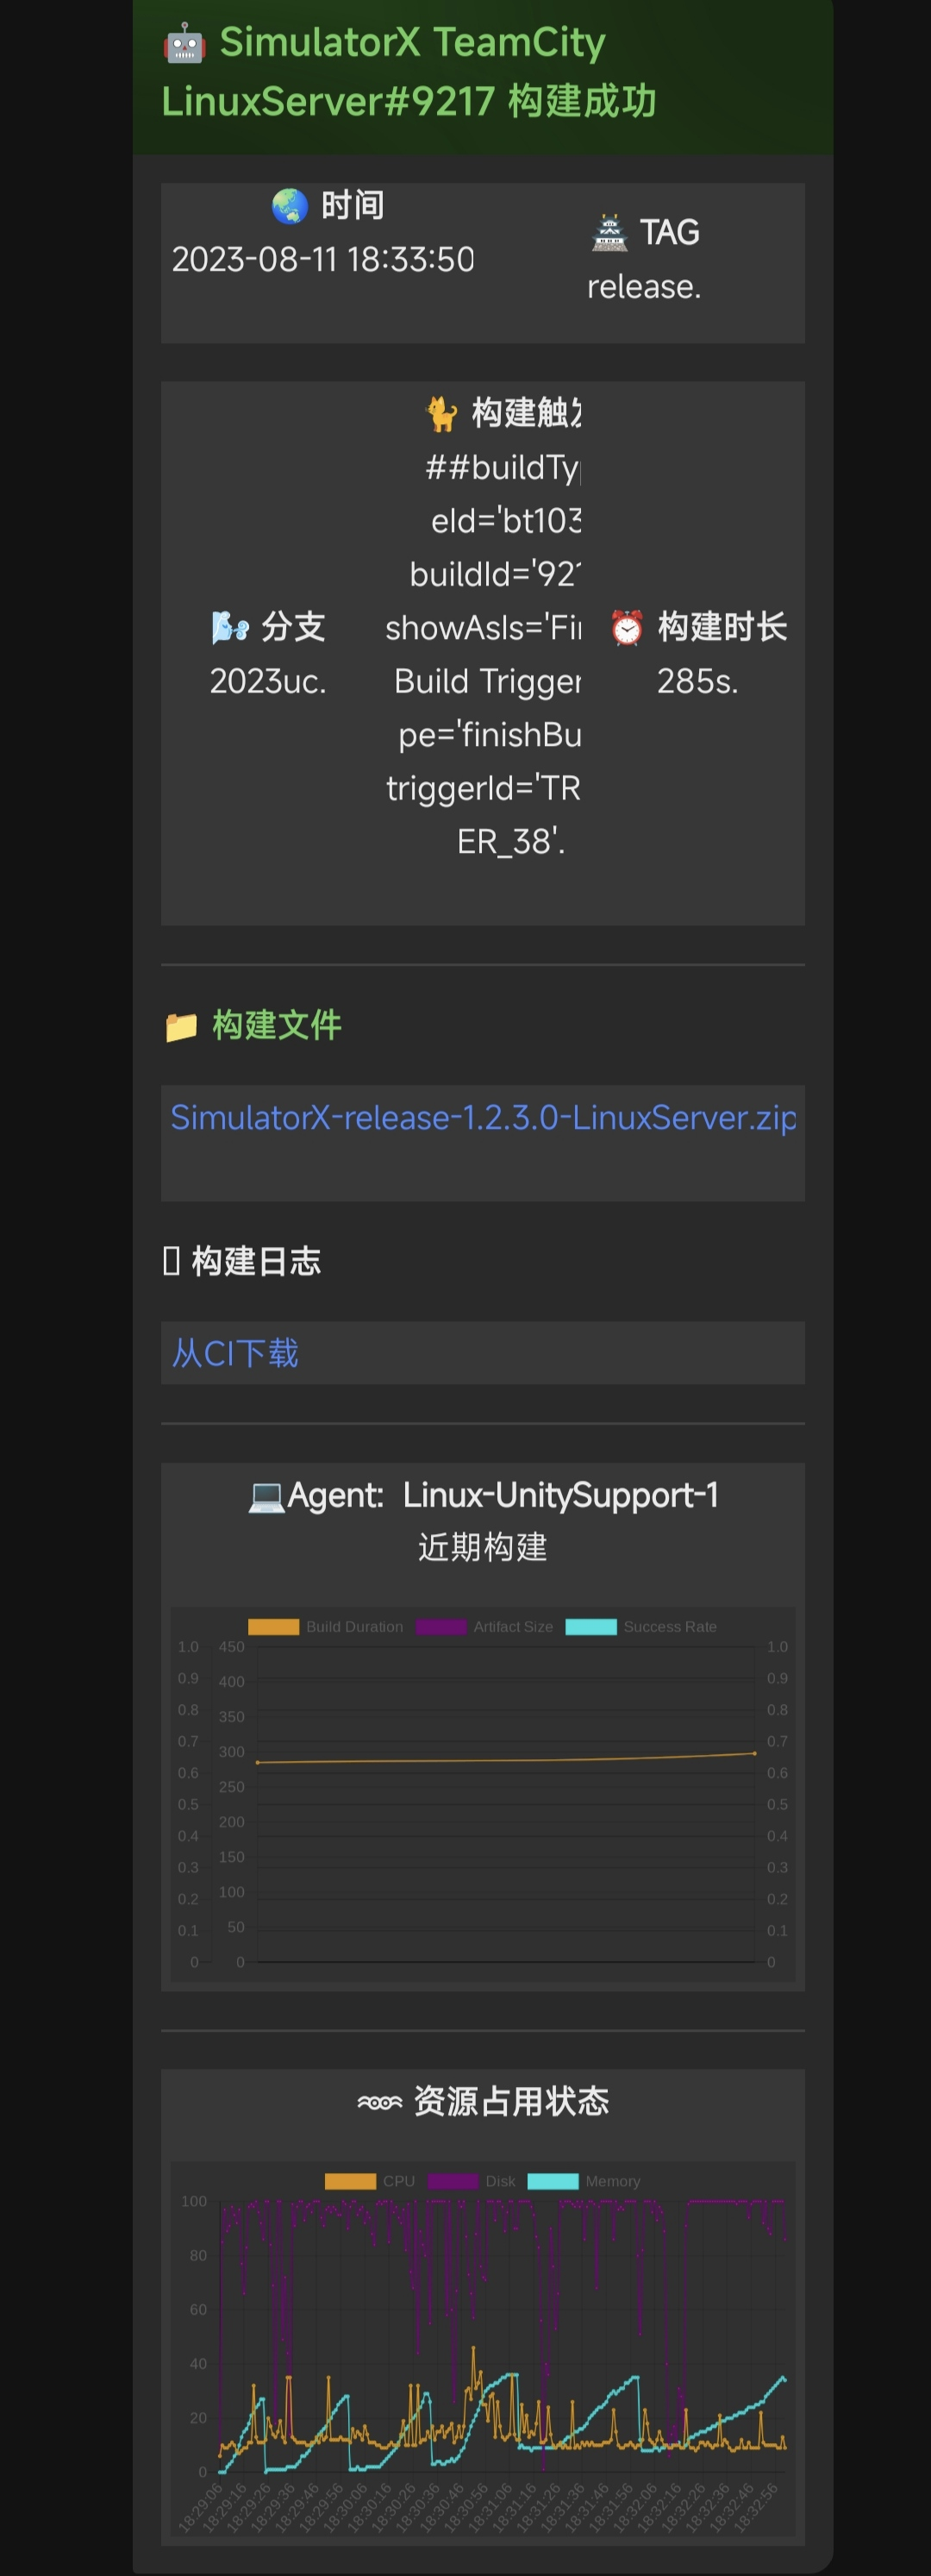 🤖 SimulatorX TeamCity
LinuxServer#9217 构建成功
🌏 时间
2023-08-11 18:33:50
🏯 TAG
release.
🌬️ 分支
2023uc.
🐈 构建触
##buildTy
eId='bt103
buildId='92
showAsIs='Fi
Build Trigger
pe='finishBu
triggerId='TR
ER_38'.
⏰ 构建时长
285s.
📁 构建文件
SimulatorX-release-1.2.3.0-LinuxServer.zip
构建日志
从CI下载
💻Agent: Linux-UnitySupport-1
近期构建
Build Duration Artifact Size Success Rate
1.0 450 1.0
0.9 400 0.9
0.8 350 0.8
0.7 300 0.7
0.6 250 0.6
0.5 200 0.5
0.4 150 0.4
0.3 100 0.3
0.2 50 0.2
0.1 0 0.1
0 0
资源占用状态
CPU Disk Memory
100
80
60
40
20
0
18:29:06 18:29:16 18:29:26 18:29:36 18:29:46 18:29:56 18:30:06 18:30:16 18:30:26 18:30:36 18:30:46 18:30:56 18:31:06 18:31:16 18:31:26 18:31:36 18:31:46 18:31:56 18:32:06 18:32:16 18:32:26 18:32:36 18:32:46 18:32:56